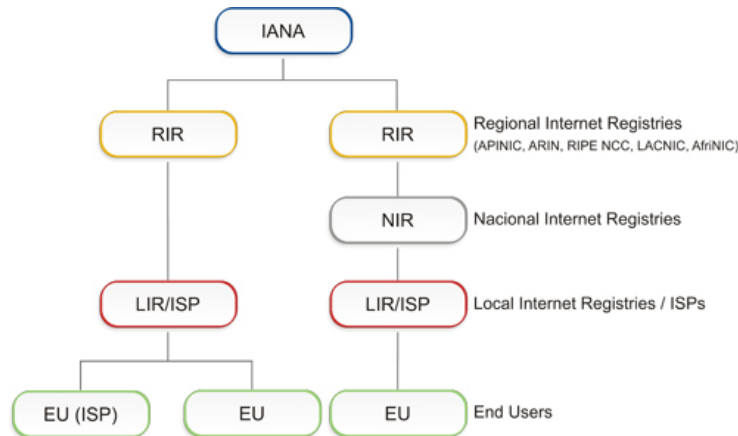 IANA
RIR
RIR
Regional Internet Registries
(APINIC, ARIN, RIPE NCC, LACNIC, AfriNIC)
NIR
Nacional Internet Registries
LIR/ISP
LIR/ISP
Local Internet Registries / ISPs
EU (ISP)
EU
EU
End Users